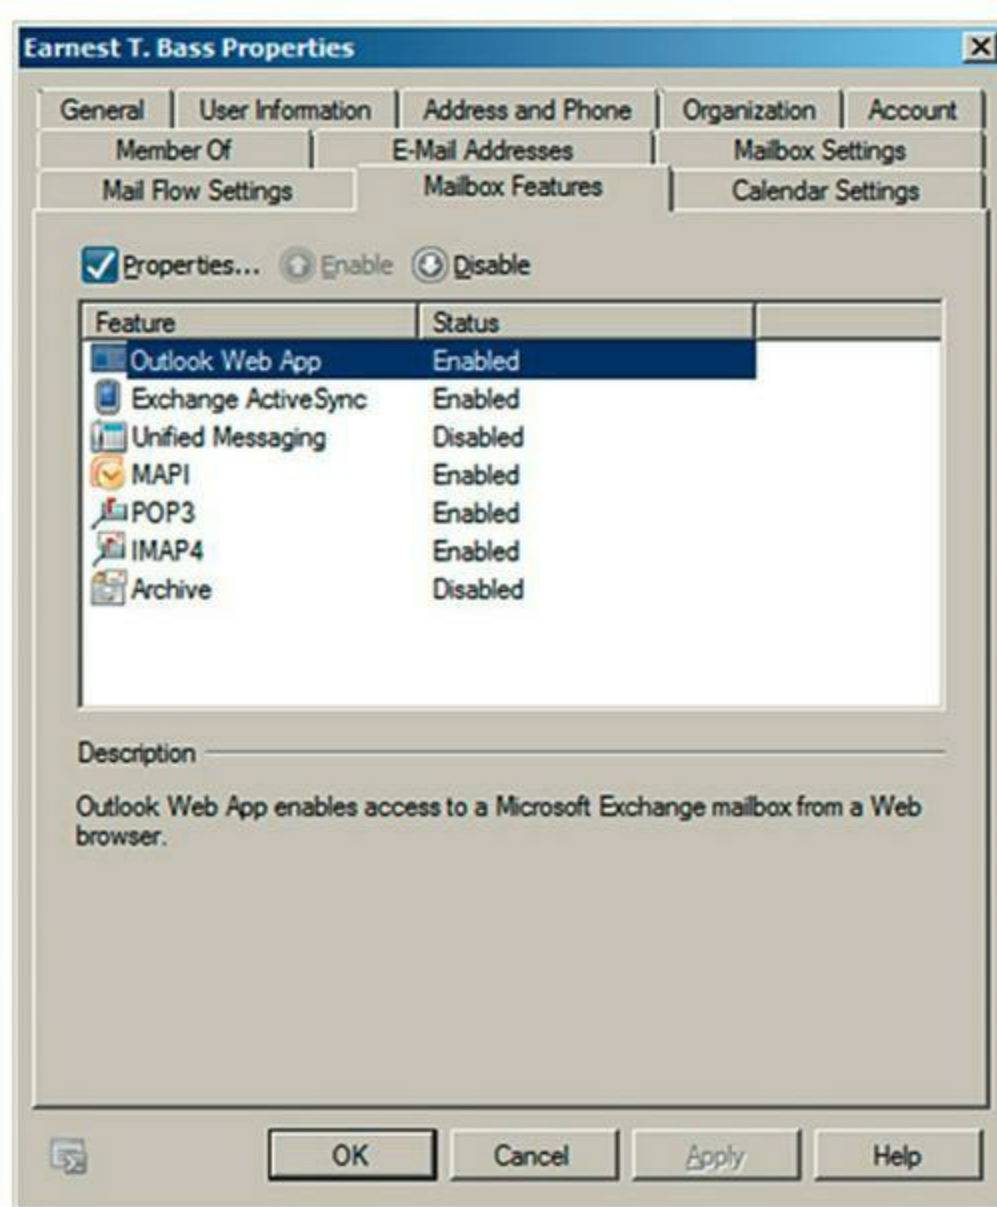 Earnest T. Bass Properties
General User Information Address and Phone Organization Account
Member Of E-Mail Addresses Mailbox Settings
Mail Flow Settings Mailbox Features Calendar Settings
Properties... Enable Disable
Feature Status
Outlook Web App Enabled
Exchange ActiveSync Enabled
Unified Messaging Disabled
MAPI Enabled
POP3 Enabled
IMAP4 Enabled
Archive Disabled
Description
Outlook Web App enables access to a Microsoft Exchange mailbox from a Web
browser.
OK Cancel Apply Help